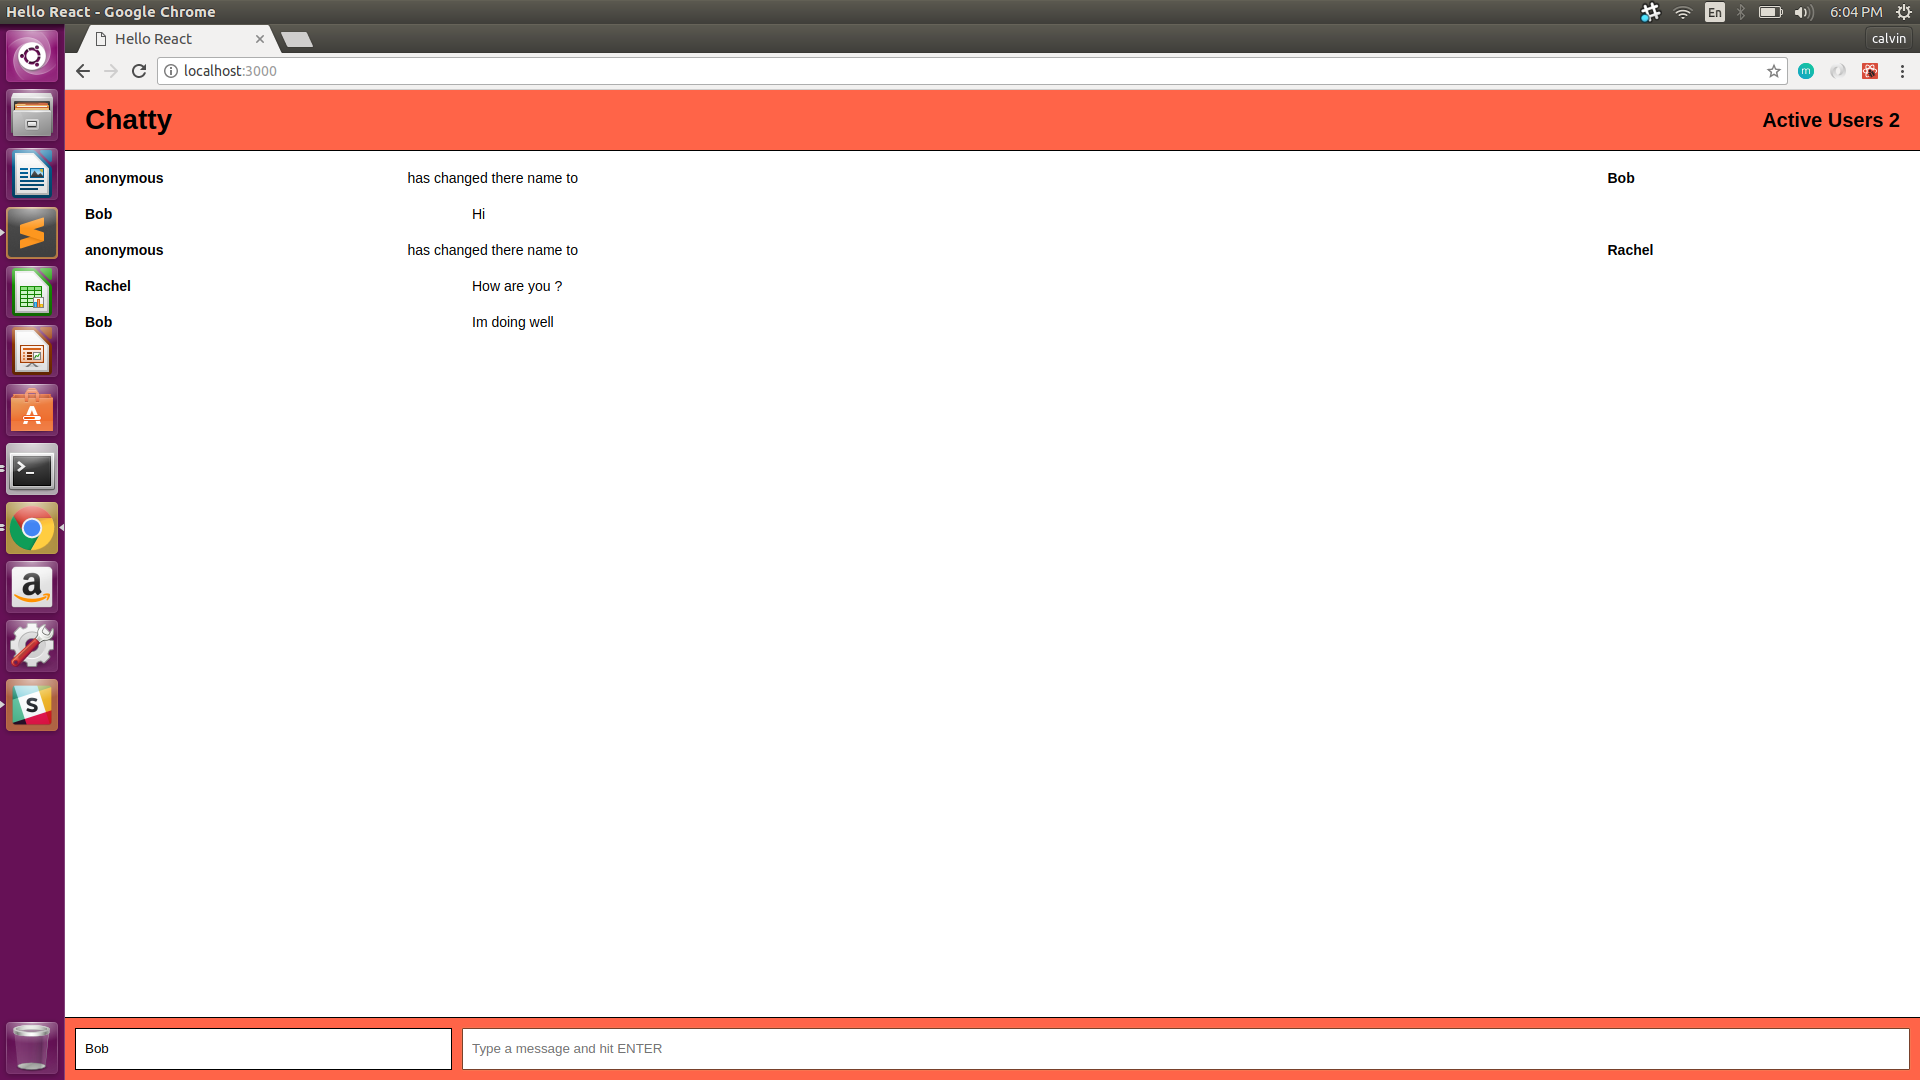 Hello React - Google Chrome
En
6:04 PM
Hello React
calvin
localhost:3000
m
Chatty
Active Users 2
anonymous has changed there name to Bob
Bob Hi
anonymous has changed there name to Rachel
Rachel How are you ?
Bob Im doing well
A
>_
a
S
Bob
Type a message and hit ENTER